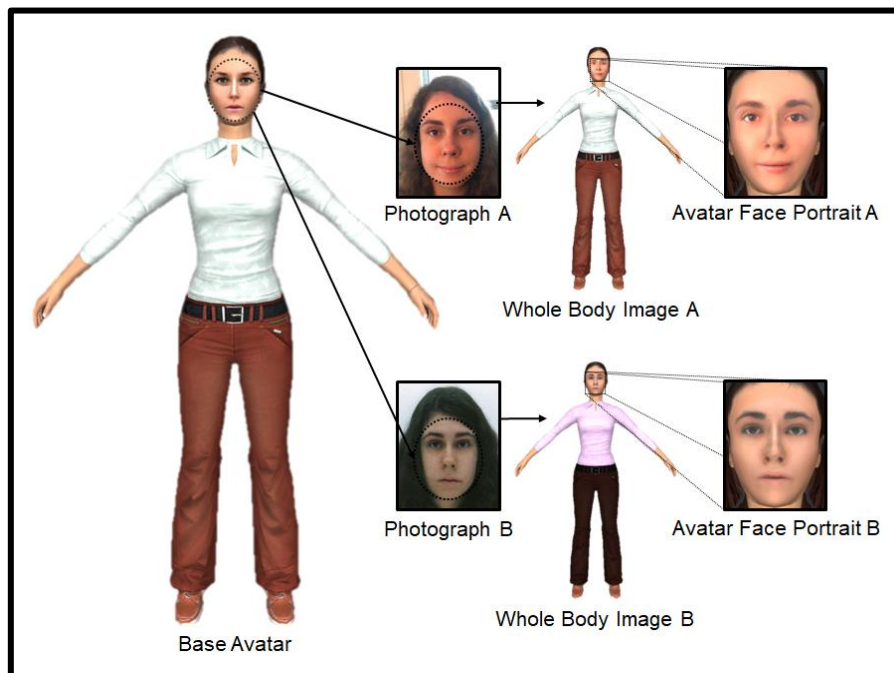 Photograph A
Avatar Face Portrait A
Whole Body Image A
Photograph B
Avatar Face Portrait B
Whole Body Image B
Base Avatar